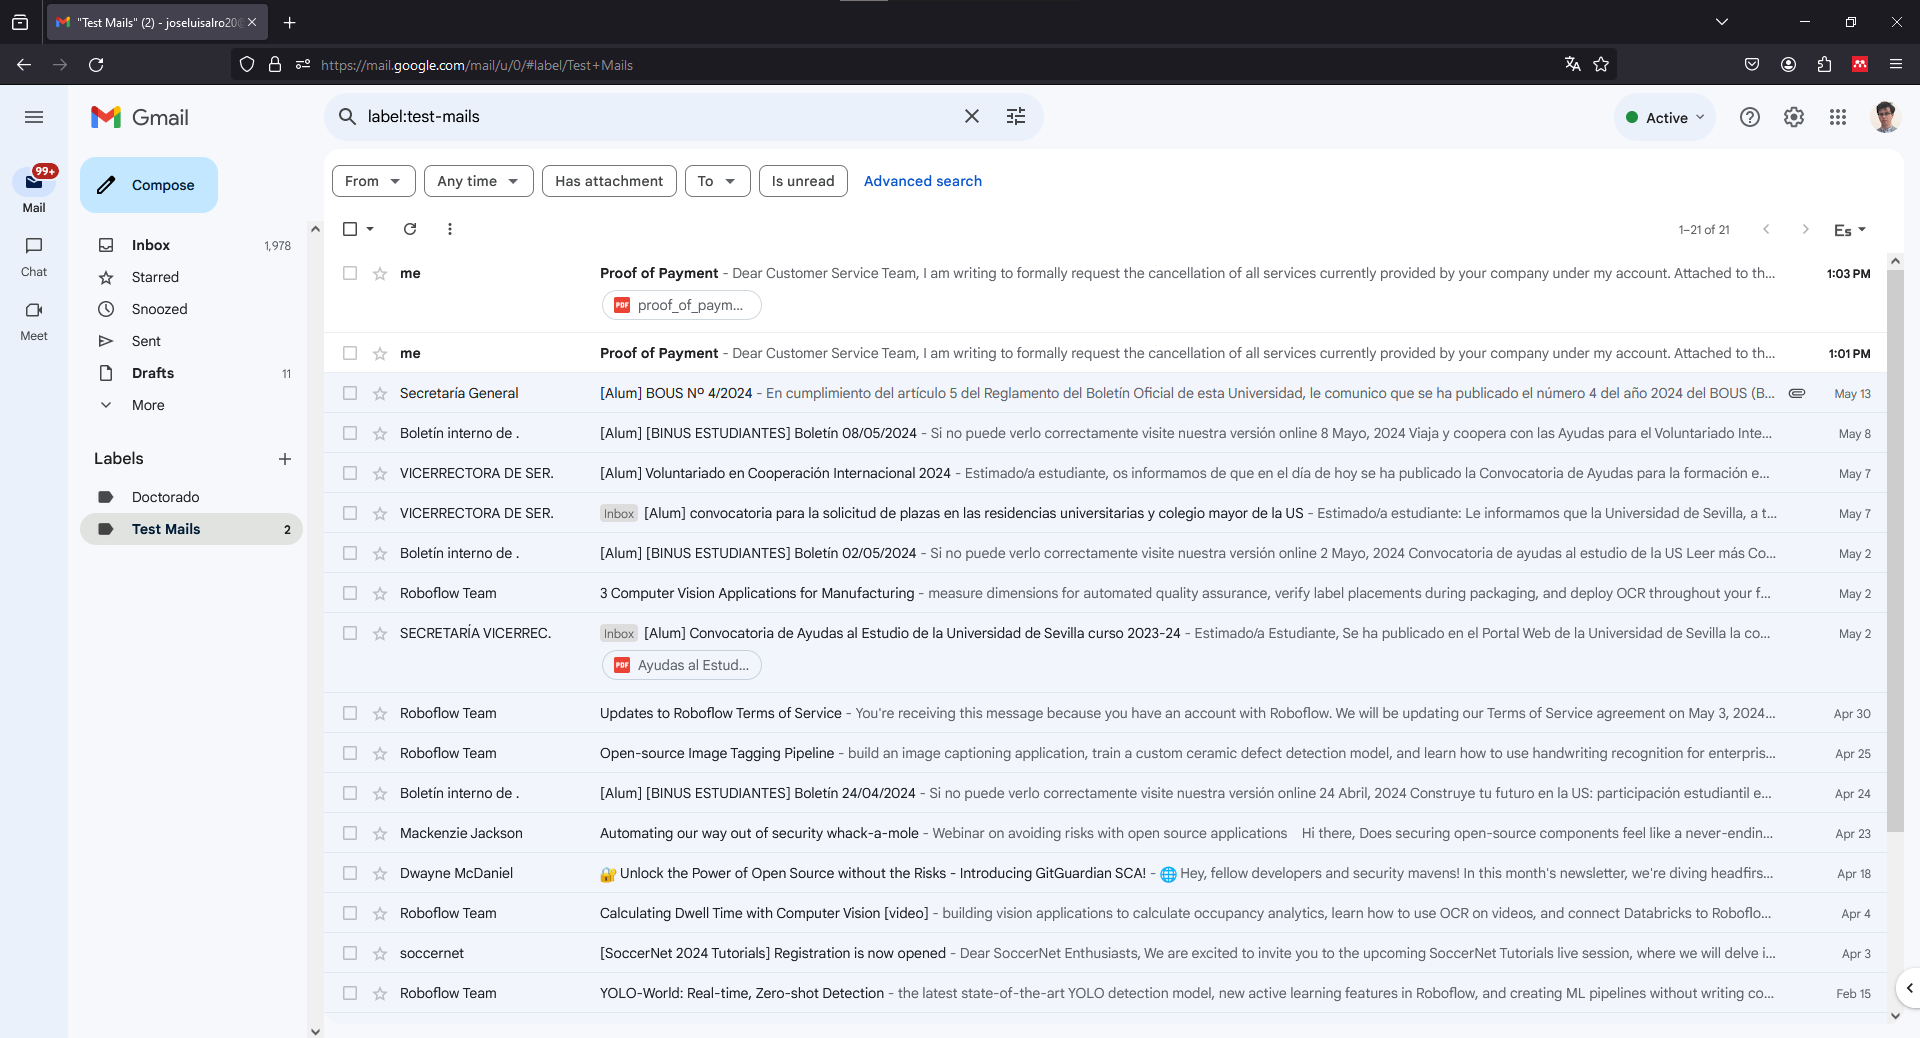 "Test Mails" (2) - joseluisalro20@
https://mail.google.com/mail/u/0/#label/Test+Mails
Gmail
label:test-mails
Active
99+
Mail
Chat
Meet
Compose
Inbox 1,978
Starred
Snoozed
Sent
Drafts 11
More
Labels
Doctorado
Test Mails 2
From
Any time
Has attachment
To
Is unread
Advanced search
1–21 of 21
Es
me Proof of Payment - Dear Customer Service Team, I am writing to formally request the cancellation of all services currently provided by your company under my account. Attached to th... 1:03 PM
PDF proof_of_paym...
me Proof of Payment - Dear Customer Service Team, I am writing to formally request the cancellation of all services currently provided by your company under my account. Attached to th... 1:01 PM
Secretaría General [Alum] BOUS Nº 4/2024 - En cumplimiento del artículo 5 del Reglamento del Boletín Oficial de esta Universidad, le comunico que se ha publicado el número 4 del año 2024 del BOUS (B... May 13
Boletín interno de . [Alum] [BINUS ESTUDIANTES] Boletín 08/05/2024 - Si no puede verlo correctamente visite nuestra versión online 8 Mayo, 2024 Viaja y coopera con las Ayudas para el Voluntariado Inte... May 8
VICERRECTORA DE SER. [Alum] Voluntariado en Cooperación Internacional 2024 - Estimado/a estudiante, os informamos de que en el día de hoy se ha publicado la Convocatoria de Ayudas para la formación e... May 7
VICERRECTORA DE SER. Inbox [Alum] convocatoria para la solicitud de plazas en las residencias universitarias y colegio mayor de la US - Estimado/a estudiante: Le informamos que la Universidad de Sevilla, a t... May 7
Boletín interno de . [Alum] [BINUS ESTUDIANTES] Boletín 02/05/2024 - Si no puede verlo correctamente visite nuestra versión online 2 Mayo, 2024 Convocatoria de ayudas al estudio de la US Leer más Co... May 2
Roboflow Team 3 Computer Vision Applications for Manufacturing - measure dimensions for automated quality assurance, verify label placements during packaging, and deploy OCR throughout your f... May 2
SECRETARÍA VICERREC. Inbox [Alum] Convocatoria de Ayudas al Estudio de la Universidad de Sevilla curso 2023-24 - Estimado/a Estudiante, Se ha publicado en el Portal Web de la Universidad de Sevilla la co... May 2
PDF Ayudas al Estud...
Roboflow Team Updates to Roboflow Terms of Service - You're receiving this message because you have an account with Roboflow. We will be updating our Terms of Service agreement on May 3, 2024... Apr 30
Roboflow Team Open-source Image Tagging Pipeline - build an image captioning application, train a custom ceramic defect detection model, and learn how to use handwriting recognition for enterpris... Apr 25
Boletín interno de . [Alum] [BINUS ESTUDIANTES] Boletín 24/04/2024 - Si no puede verlo correctamente visite nuestra versión online 24 Abril, 2024 Construye tu futuro en la US: participación estudiantil e... Apr 24
Mackenzie Jackson Automating our way out of security whack-a-mole - Webinar on avoiding risks with open source applications Hi there, Does securing open-source components feel like a never-endin... Apr 23
Dwayne McDaniel 🔐 Unlock the Power of Open Source without the Risks - Introducing GitGuardian SCA! - 🌐 Hey, fellow developers and security mavens! In this month's newsletter, we're diving headfirs... Apr 18
Roboflow Team Calculating Dwell Time with Computer Vision [video] - building vision applications to calculate occupancy analytics, learn how to use OCR on videos, and connect Databricks to Roboflo... Apr 4
soccernet [SoccerNet 2024 Tutorials] Registration is now opened - Dear SoccerNet Enthusiasts, We are excited to invite you to the upcoming SoccerNet Tutorials live session, where we will delve i... Apr 3
Roboflow Team YOLO-World: Real-time, Zero-shot Detection - the latest state-of-the-art YOLO detection model, new active learning features in Roboflow, and creating ML pipelines without writing co... Feb 15